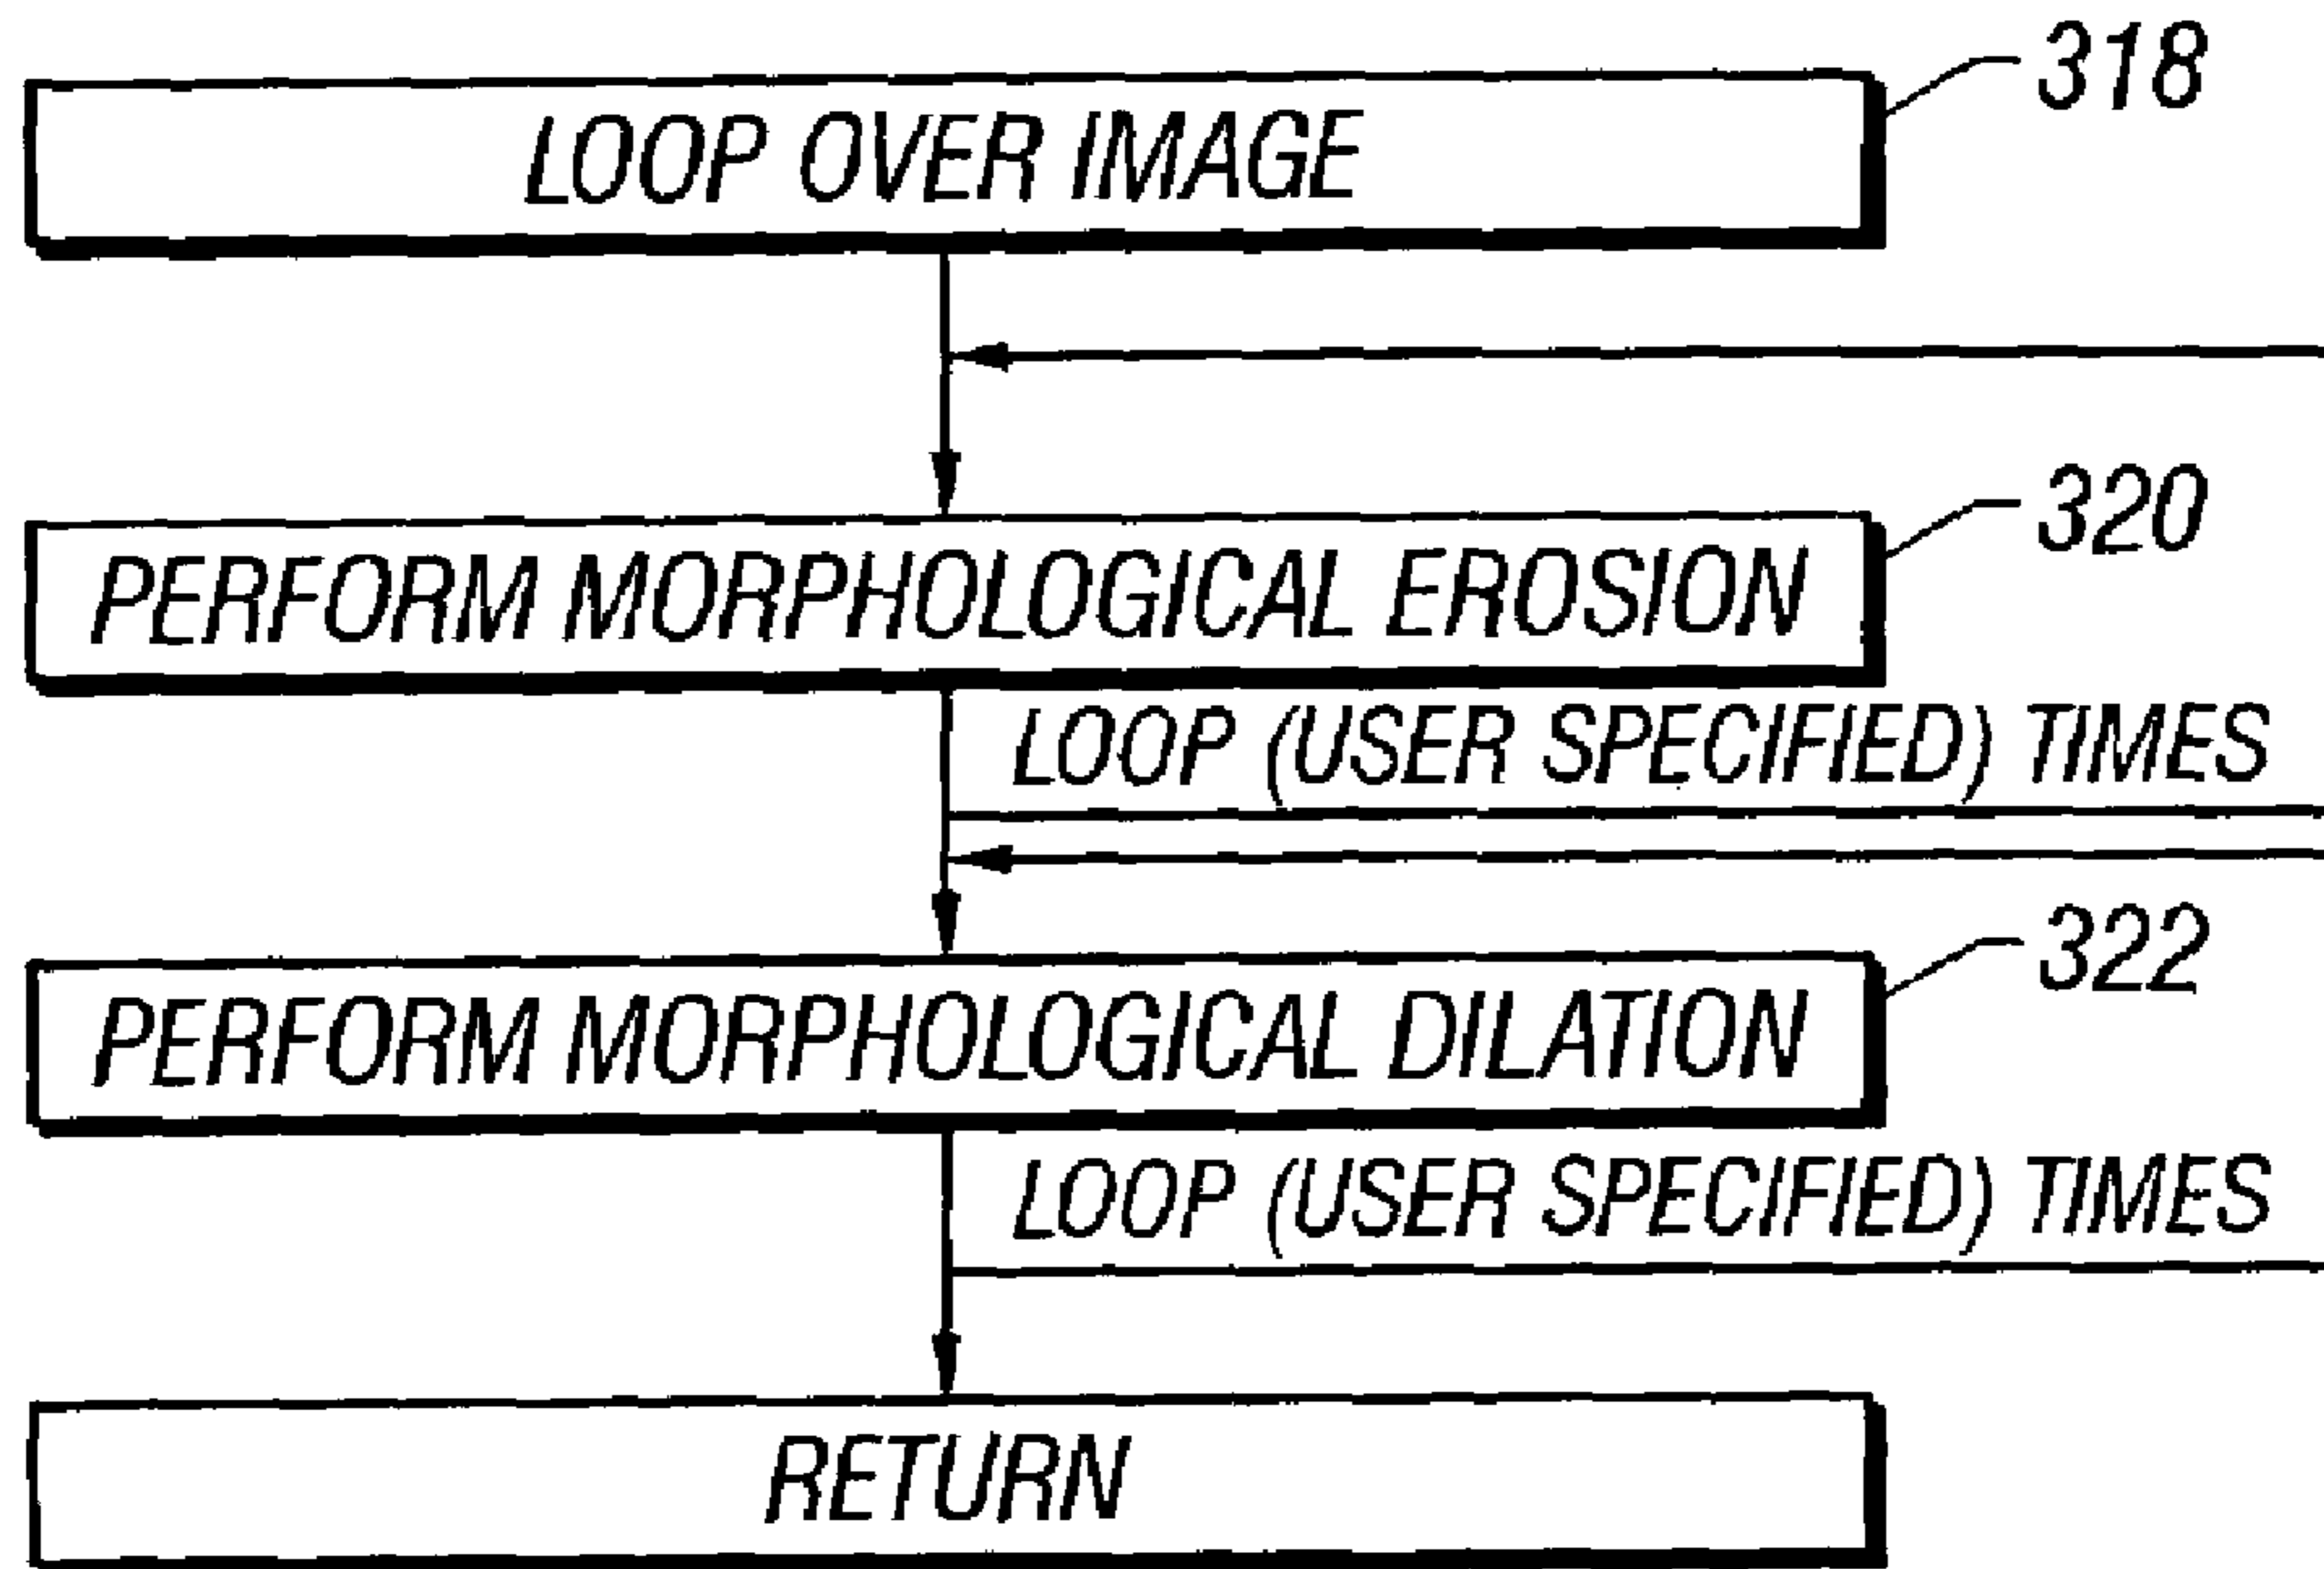 LOOP OVER IMAGE
318
PERFORM MORPHOLOGICAL EROSION
320
LOOP (USER SPECIFIED) TIMES
PERFORM MORPHOLOGICAL DILATION
322
LOOP (USER SPECIFIED) TIMES
RETURN